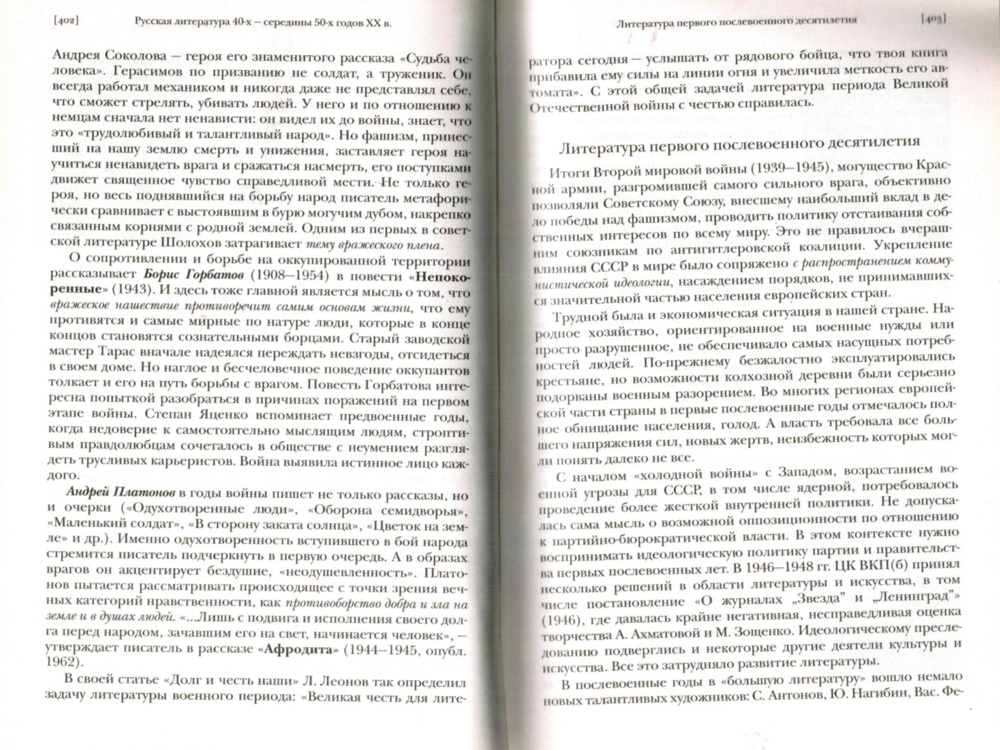 [402]
Русская литература 40-х — середины 50-х годов XX в.
Андрея Соколова — героя его знаменитого рассказа «Судьба че-
ловека». Герасимов по призванию не солдат, а труженик. Он
всегда работал механиком и никогда даже не представлял себе,
что сможет стрелять, убивать людей. У него и по отношению к
немцам сначала нет ненависти: он видел их до войны, знает, что
это «трудолюбивый и талантливый народ». Но фашизм, принес-
ший на нашу землю смерть и унижения, заставляет героя на-
учиться ненавидеть врага и сражаться насмерть, его поступками
движет священное чувство справедливой мести. Не только ге-
роя, но весь поднявшийся на борьбу народ писатель метафори-
чески сравнивает с выстоявшим в бурю могучим дубом, накрепко
связанным корнями с родной землей. Одним из первых в совет-
ской литературе Шолохов затрагивает тему вражеского плена.
О сопротивлении и борьбе на оккупированной территории
рассказывает Борис Горбатов (1908—1954) в повести «Непоко-
ренные» (1943). И здесь тоже главной является мысль о том, что
вражеское нашествие противоречит самим основам жизни, что ему
противятся и самые мирные по натуре люди, которые в конце
концов становятся сознательными борцами. Старый заводской
мастер Тарас вначале надеялся переждать невзгоды, отсидеться
в своем доме. Но наглое и бесчеловечное поведение оккупантов
толкает и его на путь борьбы с врагом. Повесть Горбатова инте-
ресна попыткой разобраться в причинах поражений на первом
этапе войны. Степан Яценко вспоминает предвоенные годы,
когда недоверие к самостоятельно мыслящим людям, стропти-
вым правдолюбцам сочеталось в обществе с неумением разгля-
деть трусливых карьеристов. Война выявила истинное лицо каж-
дого.
Андрей Платонов в годы войны пишет не только рассказы, но
и очерки («Одухотворенные люди», «Оборона семидворья»,
«Маленький солдат», «В сторону заката солнца», «Цветок на зем-
ле» и др.). Именно одухотворенность вступившего в бой народа
стремится писатель подчеркнуть в первую очередь. А в образах
врагов он акцентирует бездушие, «неодушевленность». Плато-
нов пытается рассматривать происходящее с точки зрения веч-
ных категорий нравственности, как противоборство добра и зла на
земле и в душах людей. «...Лишь с подвига и исполнения своего дол-
га перед народом, зачавшим его на свет, начинается человек», —
утверждает писатель в рассказе «Афродита» (1944—1945, опубл.
1962).
В своей статье «Долг и честь наши» Л. Леонов так определил
задачу литературы военного периода: «Великая честь для лите-
Литература первого послевоенного десятилетия
[403]
ратора сегодня — услышать от рядового бойца, что твоя книга
прибавила ему силы на линии огня и увеличила меткость его ав-
томата». С этой общей задачей литература периода Великой
Отечественной войны с честью справилась.
Литература первого послевоенного десятилетия
Итоги Второй мировой войны (1939—1945), могущество Крас-
ной армии, разгромившей самого сильного врага, объективно
позволяли Советскому Союзу, внесшему наибольший вклад в де-
ло победы над фашизмом, проводить политику отстаивания соб-
ственных интересов по всему миру. Это не нравилось вчераш-
ним союзникам по антигитлеровской коалиции. Укрепление
влияния СССР в мире было сопряжено с распространением комму-
нистической идеологии, насаждением порядков, не принимавших-
ся значительной частью населения европейских стран.
Трудной была и экономическая ситуация в нашей стране. На-
родное хозяйство, ориентированное на военные нужды или
просто разрушенное, не обеспечивало самых насущных потреб-
ностей людей. По-прежнему безжалостно эксплуатировались
крестьяне, но возможности колхозной деревни были серьезно
подорваны военным разорением. Во многих регионах европей-
ской части страны в первые послевоенные годы отмечалось пол-
ное обнищание населения, голод. А власть требовала все боль-
шего напряжения сил, новых жертв, неизбежность которых мог-
ли понять далеко не все.
С началом «холодной войны» с Западом, возрастанием во-
енной угрозы для СССР, в том числе ядерной, потребовалось
проведение более жесткой внутренней политики. Не допуска-
лась сама мысль о возможной оппозиционности по отношению
к партийно-бюрократической власти. В этом контексте нужно
воспринимать идеологическую политику партии и правительст-
ва первых послевоенных лет. В 1946—1948 гг. ЦК ВКП(б) принял
несколько решений в области литературы и искусства, в том
числе постановление «О журналах „Звезда” и „Ленинград”»
(1946), где давалась крайне негативная, несправедливая оценка
творчества А. Ахматовой и М. Зощенко. Идеологическому пресле-
дованию подверглись и некоторые другие деятели культуры и
искусства. Все это затрудняло развитие литературы.
В послевоенные годы в «большую литературу» вошло немало
новых талантливых художников: С. Антонов, Ю. Нагибин, Вас. Фе-